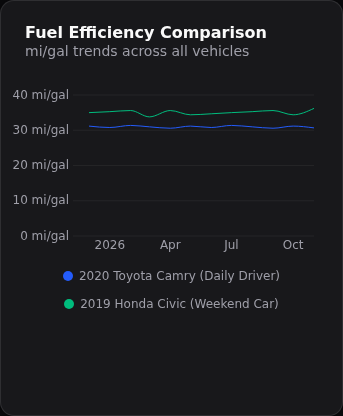 Fuel Efficiency Comparison
mi/gal trends across all vehicles
40 mi/gal
30 mi/gal
20 mi/gal
10 mi/gal
0 mi/gal
2026 Apr Jul Oct
2020 Toyota Camry (Daily Driver)
2019 Honda Civic (Weekend Car)